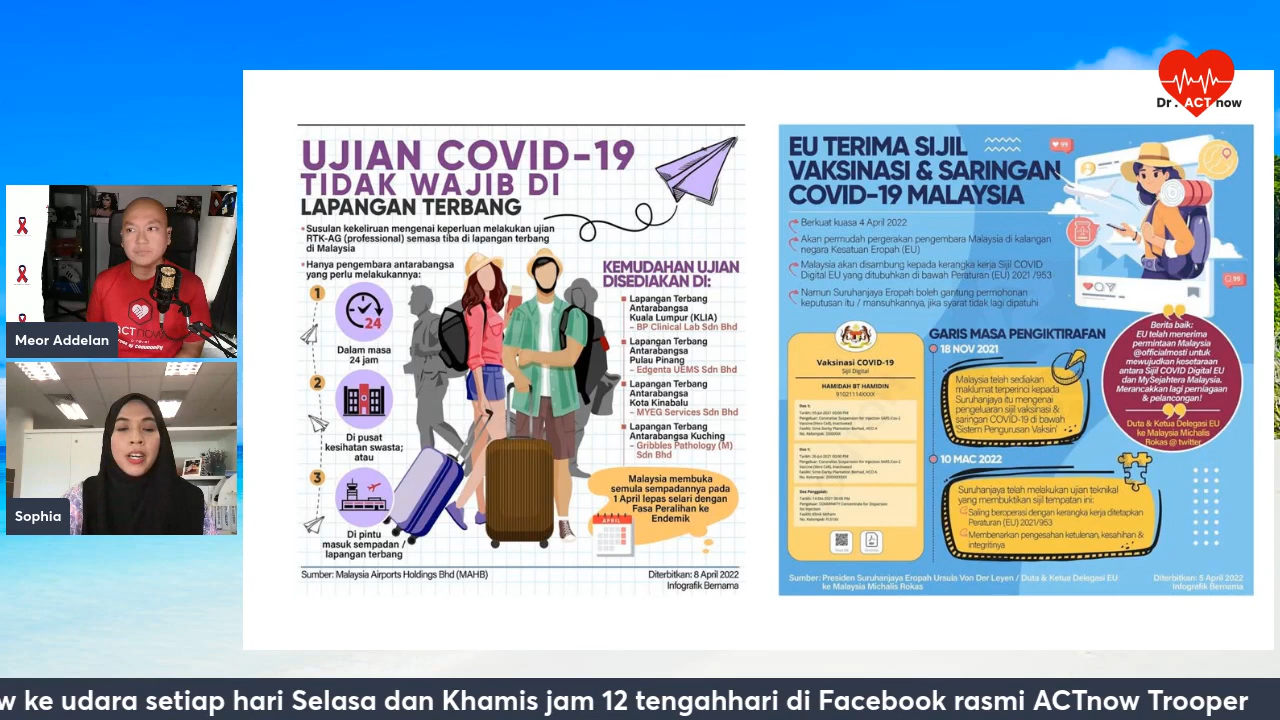 Dr. ACT now
UJIAN COVID-19
TIDAK WAJIB DI
LAPANGAN TERBANG
Susulan kekeliruan mengenai keperluan melakukan ujian
RTK-AG (professional) semasa tiba di lapangan terbang
di Malaysia
Hanya pengembara antarabangsa
yang perlu melakukannya:
1
24
Dalam masa
24 jam
2
Di pusat
kesihatan swasta;
atau
3
Di pintu
masuk sempadan /
lapangan terbang
KEMUDAHAN UJIAN
DISEDIAKAN DI:
Lapangan Terbang
Antarabangsa
Kuala Lumpur (KLIA)
– BP Clinical Lab Sdn Bhd
Lapangan Terbang
Antarabangsa
Pulau Pinang
– Edgenta UEMS Sdn Bhd
Lapangan Terbang
Antarabangsa
Kota Kinabalu
– MYEG Services Sdn Bhd
Lapangan Terbang
Antarabangsa Kuching
– Gribbles Pathology (M)
Sdn Bhd
Malaysia membuka
semula sempadannya pada
1 April lepas selari dengan
Fasa Peralihan ke
Endemik
APRIL
Sumber: Malaysia Airports Holdings Bhd (MAHB)
Diterbitkan: 8 April 2022
Infografik Bernama
EU TERIMA SIJIL
VAKSINASI & SARINGAN
COVID-19 MALAYSIA
Berkuat kuasa 4 April 2022
Akan permudah pergerakan pengembara Malaysia di kalangan
negara Kesatuan Eropah (EU)
Malaysia akan disambung kepada kerangka kerja Sijil COVID
Digital EU yang ditubuhkan di bawah Peraturan (EU) 2021 /953
Namun Suruhanjaya Eropah boleh gantung permohonan
keputusan itu / mansuhkannya, jika syarat tidak lagi dipatuhi
99
Vaksinasi COVID-19
Sijil Digital
HAMIDAH BT HAMIDIN
GARIS MASA PENGIKTIRAFAN
18 NOV 2021
Malaysia telah sediakan
maklumat terperinci kepada
Suruhanjaya itu mengenai
pengeluaran sijil vaksinasi &
saringan COVID-19 di bawah
'Sistem Pengurusan Vaksin'
10 MAC 2022
Suruhanjaya telah melakukan ujian teknikal
yang membuktikan sijil tempatan ini:
Saling beroperasi dengan kerangka kerja ditetapkan
Peraturan (EU) 2021/953
Membenarkan pengesahan ketulenan, kesahihan &
integritinya
Berita baik:
EU telah menerima
permintaan Malaysia
@officialmosti untuk
mewujudkan kesetaraan
antara Sijil COVID Digital EU
dan MySejahtera Malaysia.
Merancakkan lagi perniagaan
& pelancongan!
Duta & Ketua Delegasi EU
ke Malaysia Michalis
Rokas @ twitter
Sumber: Presiden Suruhanjaya Eropah Ursula Von Der Leyen / Duta & Ketua Delegasi EU
ke Malaysia Michalis Rokas
Diterbitkan: 5 April 2022
Infografik Bernama
ACTnow
Meor Addelan
Sophia
w ke udara setiap hari Selasa dan Khamis jam 12 tengahhari di Facebook rasmi ACTnow Trooper